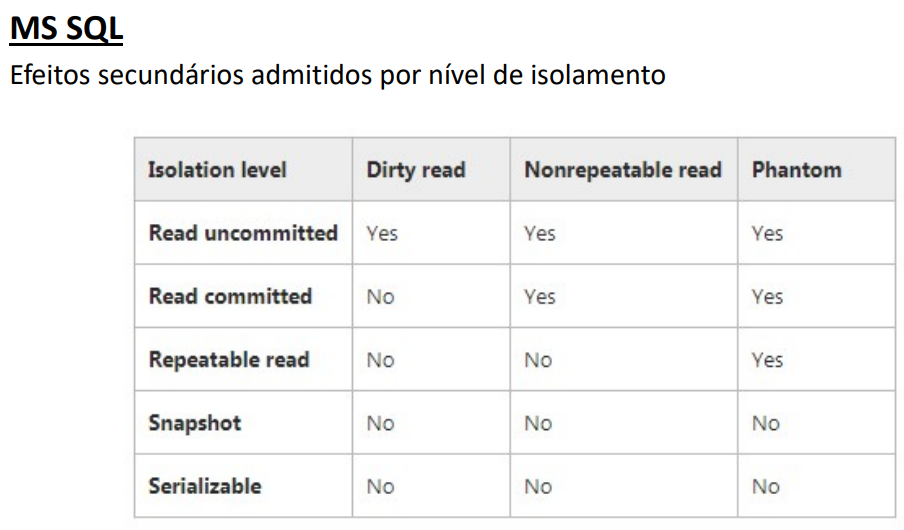 MS SQL
Efeitos secundários admitidos por nível de isolamento
Isolation level Dirty read Nonrepeatable read Phantom
Read uncommitted Yes Yes Yes
Read committed No Yes Yes
Repeatable read No No Yes
Snapshot No No No
Serializable No No No